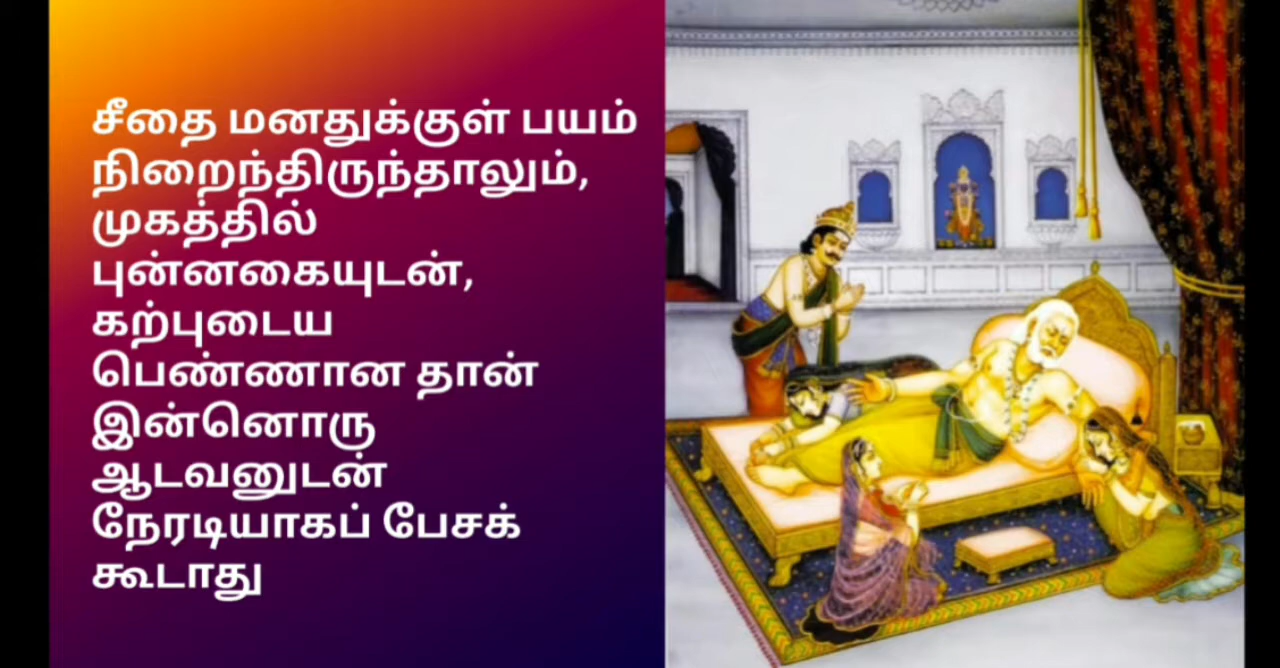 சீதை மனதுக்குள் பயம்
நிறைந்திருந்தாலும்,
முகத்தில்
புன்னகையுடன்,
கற்புடைய
பெண்ணான தான்
இன்னொரு
ஆடவனுடன்
நேரடியாகப் பேசக்
கூடாது